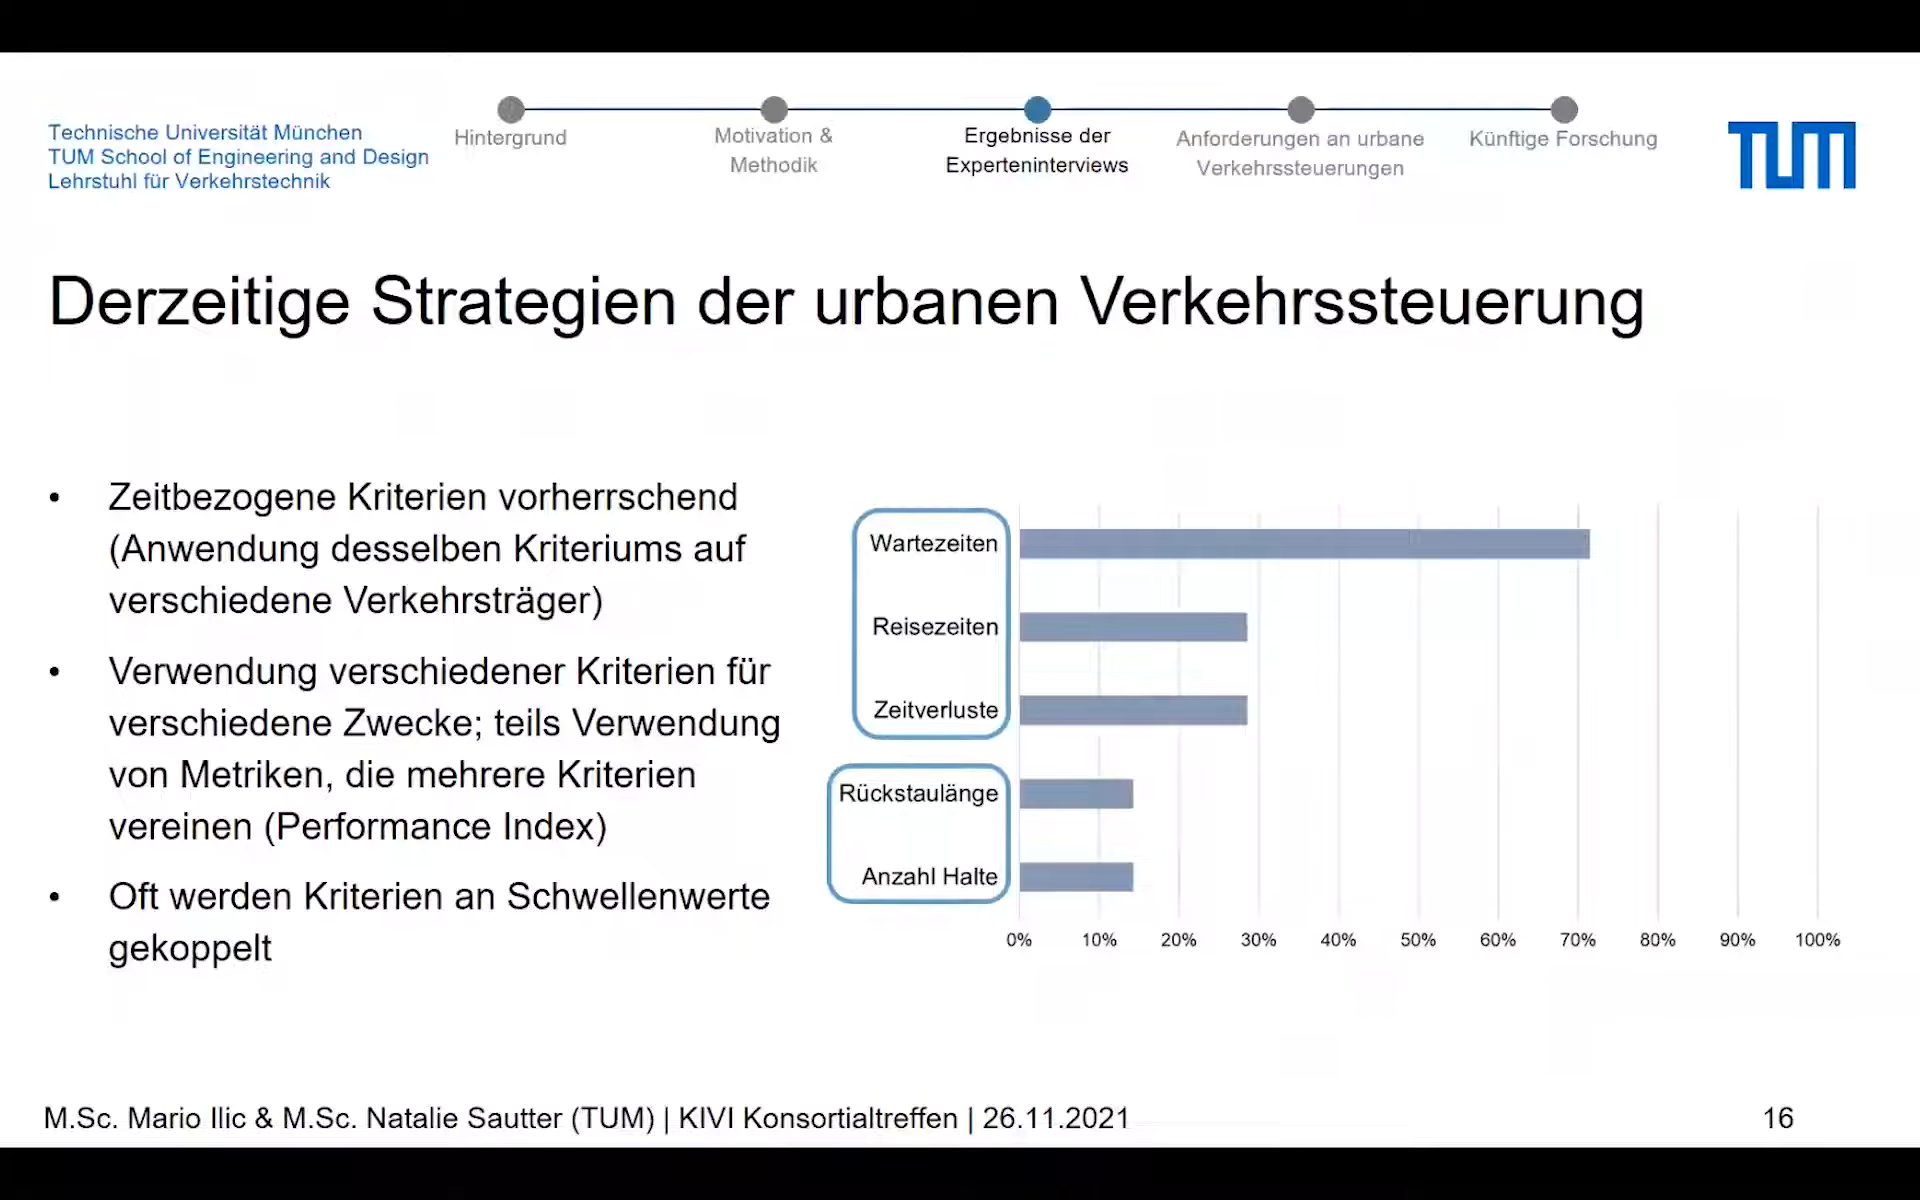 Technische Universität München
TUM School of Engineering and Design
Lehrstuhl für Verkehrstechnik
Hintergrund
Motivation &
Methodik
Ergebnisse der
Experteninterviews
Anforderungen an urbane
Verkehrssteuerungen
Künftige Forschung
TUM
Derzeitige Strategien der urbanen Verkehrssteuerung
• Zeitbezogene Kriterien vorherrschend
(Anwendung desselben Kriteriums auf
verschiedene Verkehrsträger)
• Verwendung verschiedener Kriterien für
verschiedene Zwecke; teils Verwendung
von Metriken, die mehrere Kriterien
vereinen (Performance Index)
• Oft werden Kriterien an Schwellenwerte
gekoppelt
Wartezeiten
Reisezeiten
Zeitverluste
Rückstaulänge
Anzahl Halte
0% 10% 20% 30% 40% 50% 60% 70% 80% 90% 100%
M.Sc. Mario Ilic & M.Sc. Natalie Sautter (TUM) | KIVI Konsortialtreffen | 26.11.2021
16